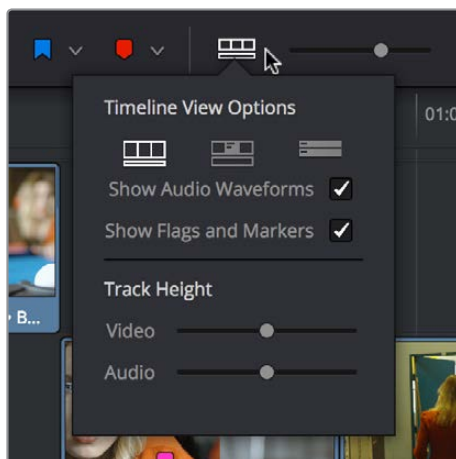 01:0
Timeline View Options
Show Audio Waveforms
Show Flags and Markers
Track Height
Video
Audio
B...